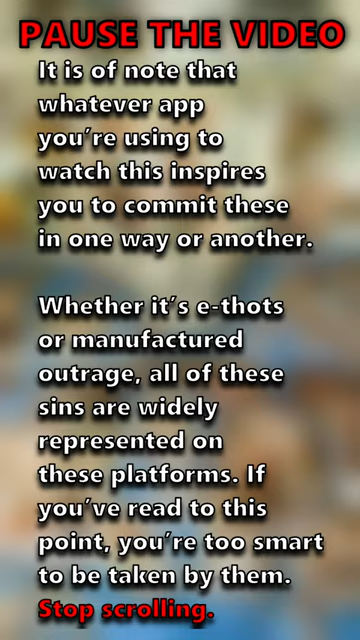 PAUSE THE VIDEO
It is of note that
whatever app
you're using to
watch this inspires
you to commit these
in one way or another.
Whether it's e-thots
or manufactured
outrage, all of these
sins are widely
represented on
these platforms. If
you've read to this
point, you're too smart
to be taken by them.
Stop scrolling.